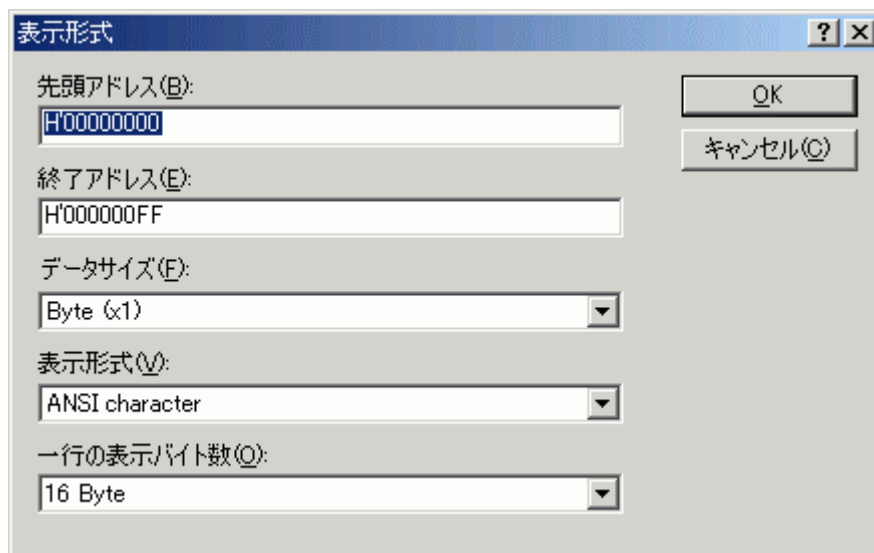 表示形式
先頭アドレス(B):
H'00000000
OK
キャンセル(C)
終了アドレス(E):
H'000000FF
データサイズ(F):
Byte (x1)
表示形式(V):
ANSI character
一行の表示バイト数(O):
16 Byte